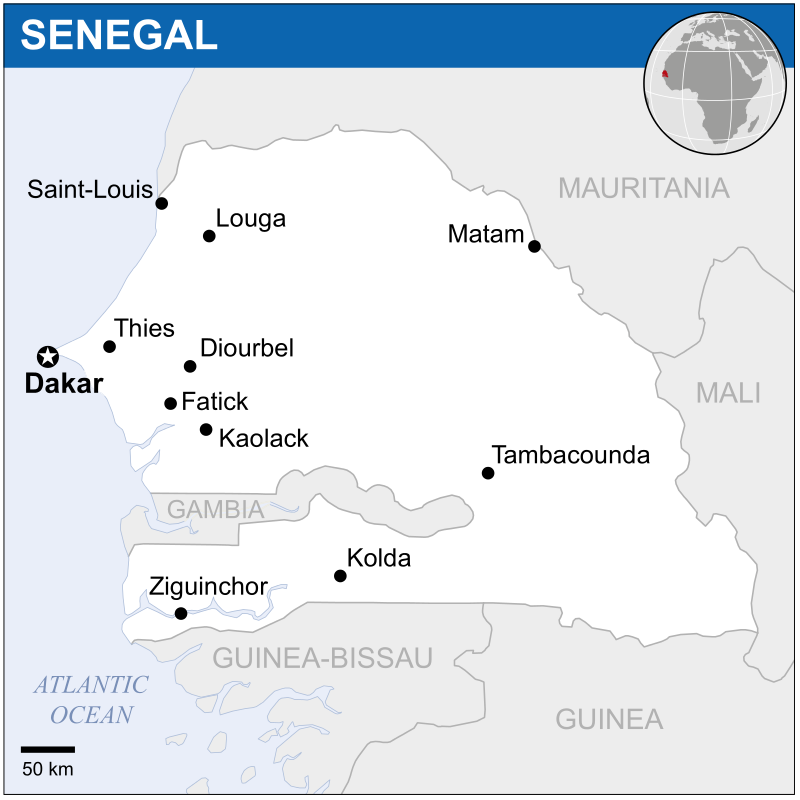 SENEGAL
MAURITANIA
Saint-Louis
Louga
Matam
Thies
Diourbel
Dakar
MALI
Fatick
Kaolack
Tambacounda
GAMBIA
Kolda
Ziguinchor
GUINEA-BISSAU
ATLANTIC
OCEAN
GUINEA
50 km